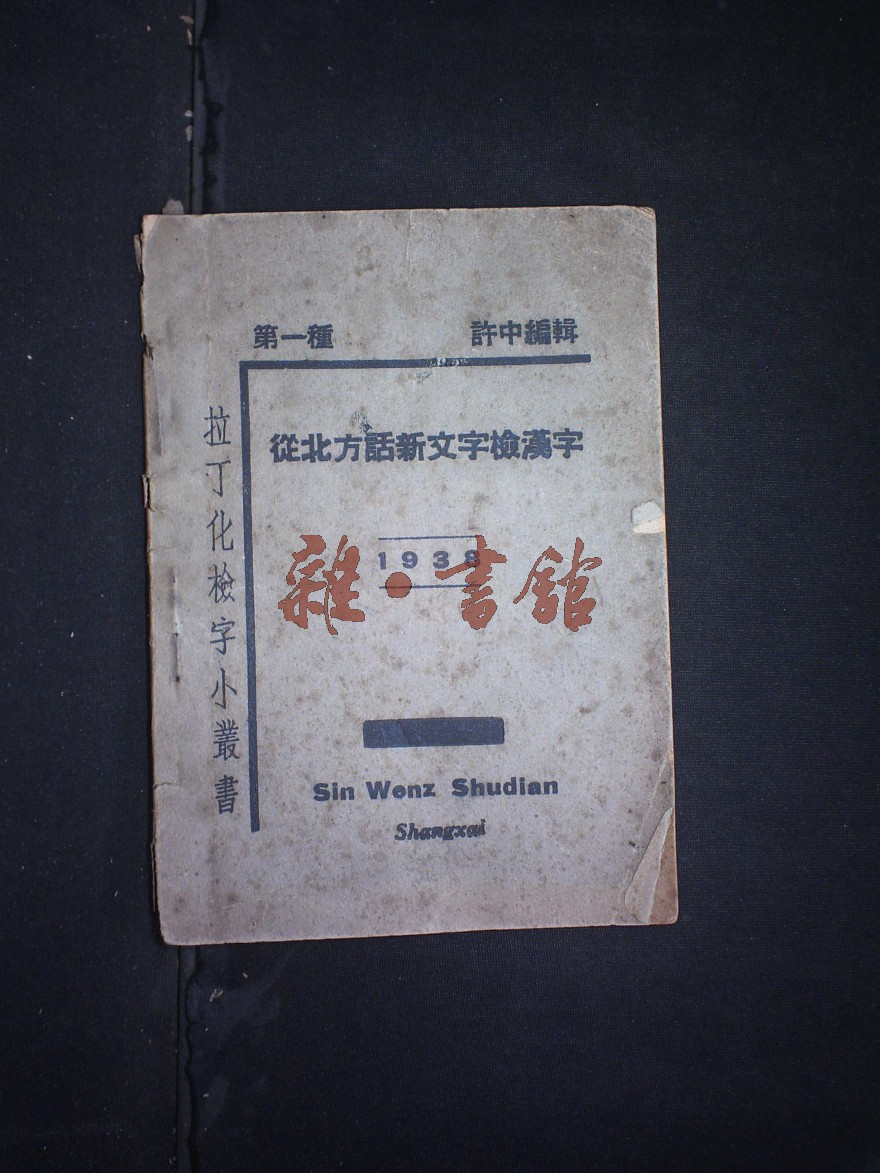 第一種
許中編輯
拉丁化檢字小叢書
從北方話新文字檢漢字
1938
雜·書館
Sin Wenz Shudian
Shangxai